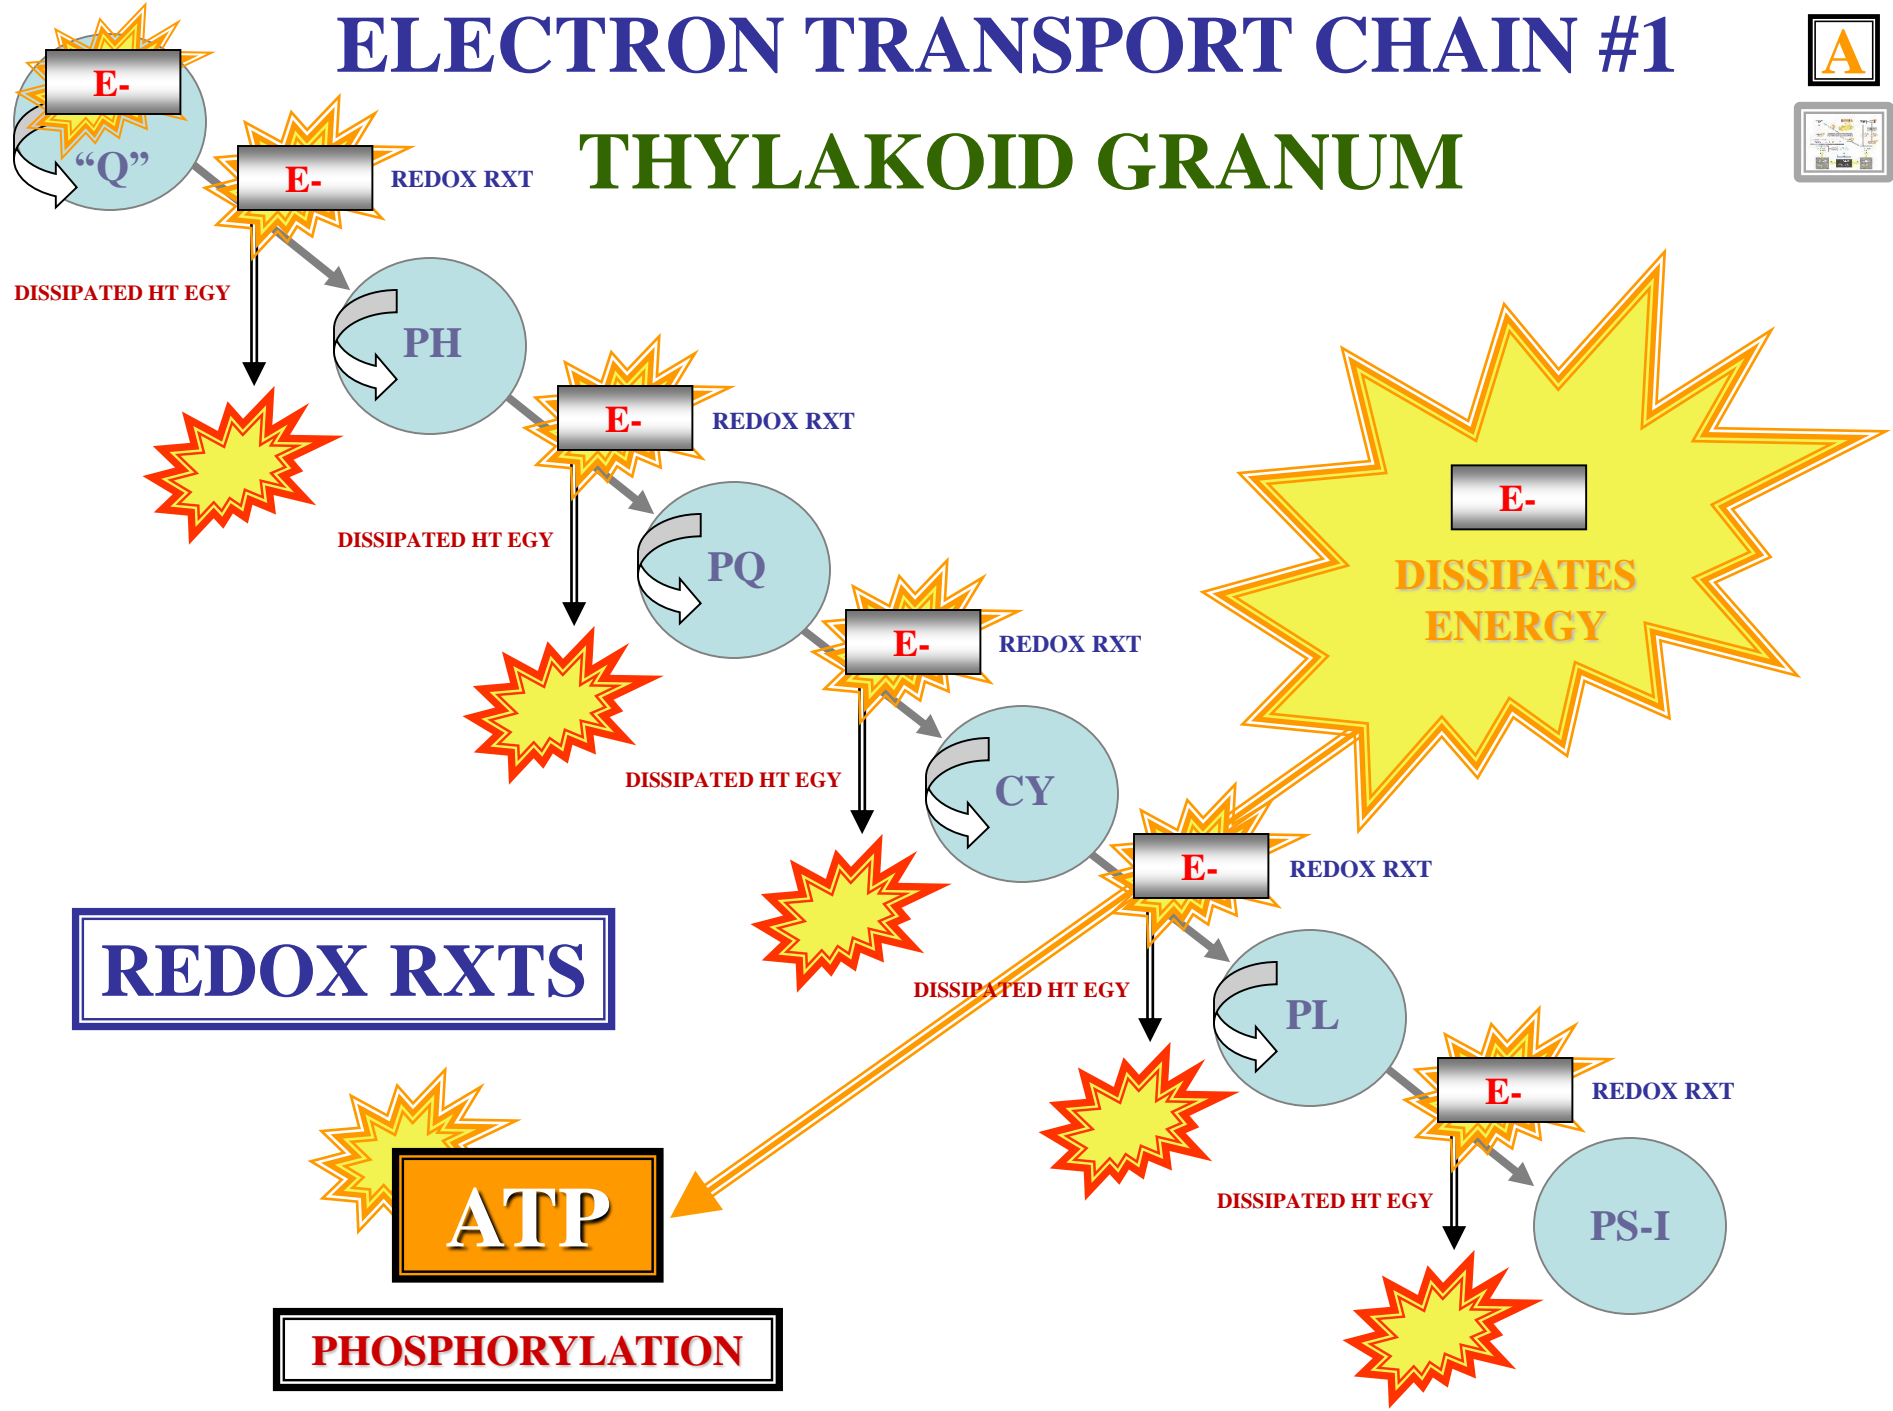 ELECTRON TRANSPORT CHAIN #1
A
THYLAKOID GRANUM
E-
“Q”
E-
REDOX RXT
DISSIPATED HT EGY
PH
E-
REDOX RXT
DISSIPATED HT EGY
PQ
E-
REDOX RXT
DISSIPATED HT EGY
E-
DISSIPATES
ENERGY
CY
E-
REDOX RXT
DISSIPATED HT EGY
REDOX RXTS
PL
E-
REDOX RXT
DISSIPATED HT EGY
PS-I
ATP
PHOSPHORYLATION